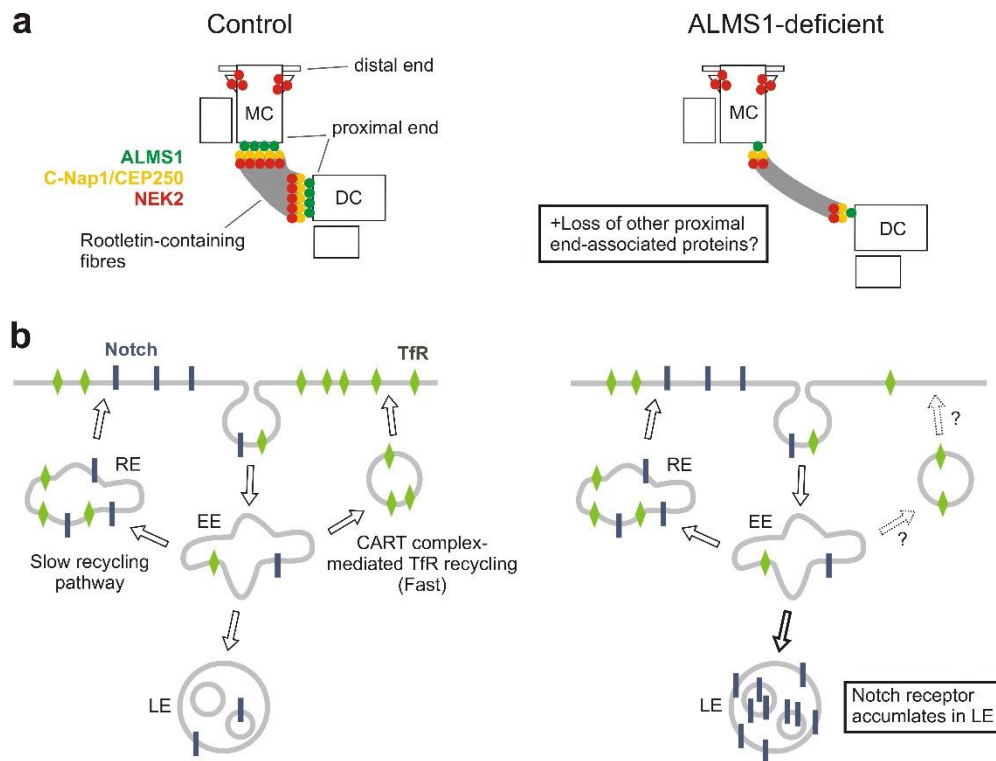 a
Control
ALMS1-deficient
distal end
MC
proximal end
ALMS1
C-Nap1/CEP250
NEK2
DC
Rootletin-containing
fibres
MC
+Loss of other proximal
end-associated proteins?
DC
b
Notch
TfR
RE
EE
Slow recycling
pathway
CART complex-
mediated TfR recycling
(Fast)
LE
?
RE
EE
?
LE
Notch receptor
accumlates in LE